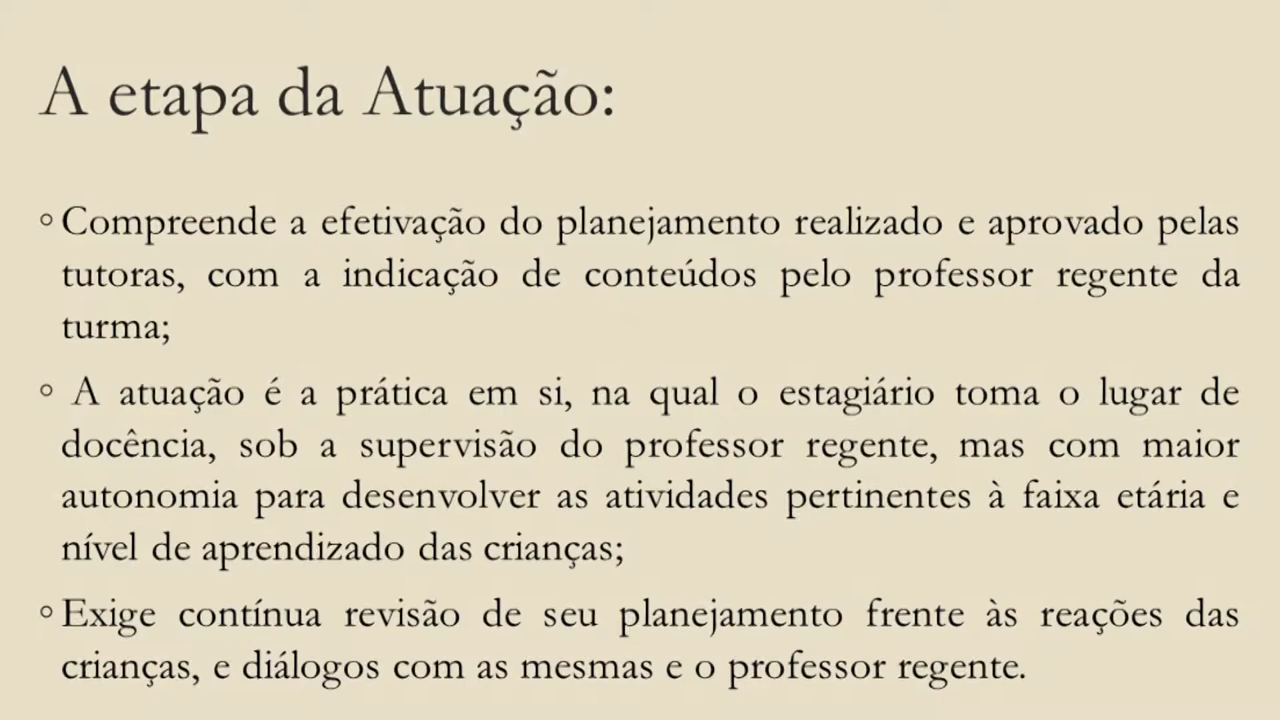 A etapa da Atuação:
◦ Compreende a efetivação do planejamento realizado e aprovado pelas
tutoras, com a indicação de conteúdos pelo professor regente da
turma;
◦ A atuação é a prática em si, na qual o estagiário toma o lugar de
docência, sob a supervisão do professor regente, mas com maior
autonomia para desenvolver as atividades pertinentes à faixa etária e
nível de aprendizado das crianças;
◦ Exige contínua revisão de seu planejamento frente às reações das
crianças, e diálogos com as mesmas e o professor regente.